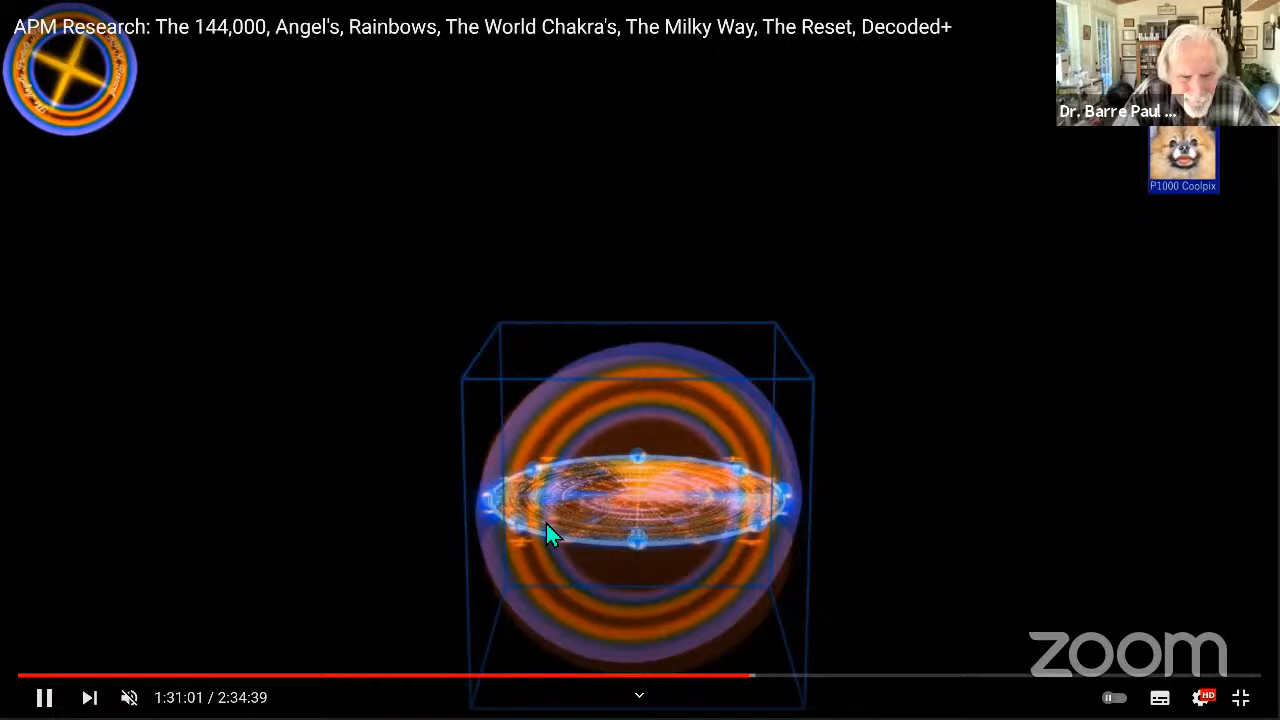 APM Research: The 144,000, Angel's, Rainbows, The World Chakra's, The Milky Way, The Reset, Decoded+
Dr. Barre Paul ...
P1000 Coolpix
zoom
HD
1:31:01 / 2:34:39